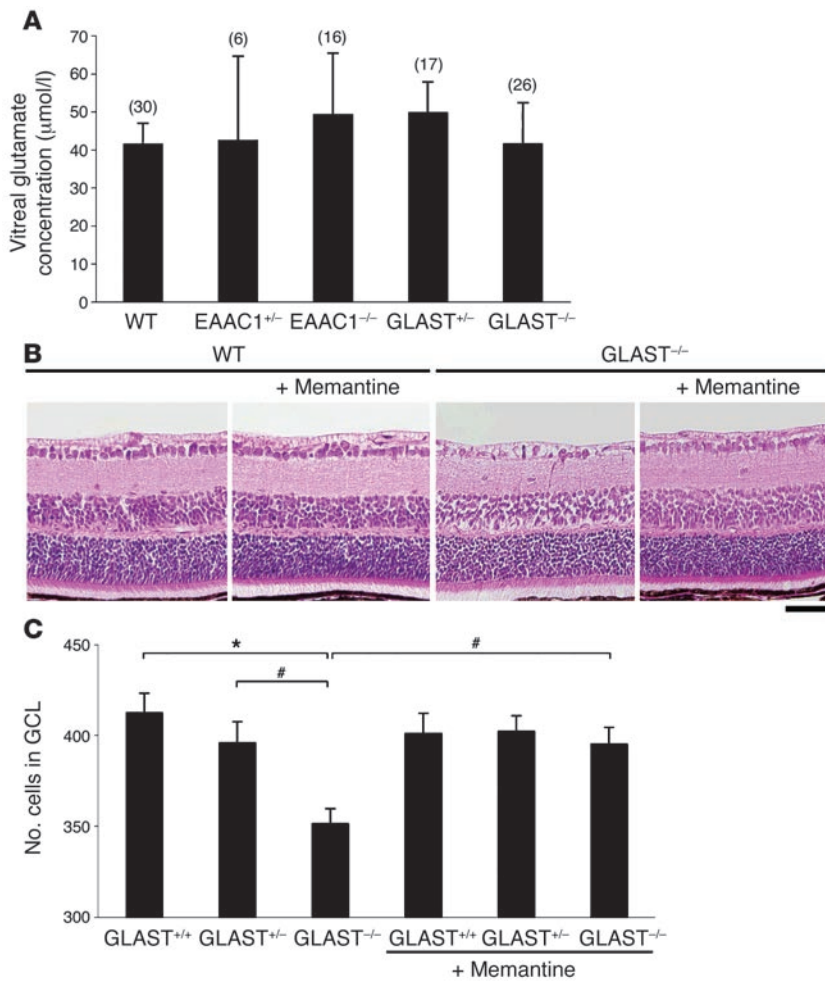 A
Vitreal glutamate
concentration (μmol/l)
70
60
50
40
30
20
10
0
(30)
(6)
(16)
(17)
(26)
WT
EAAC1+/–
EAAC1–/–
GLAST+/–
GLAST–/–
B
WT
GLAST–/–
+ Memantine
+ Memantine
C
No. cells in GCL
450
400
350
300
*
#
#
GLAST+/+
GLAST+/–
GLAST–/–
GLAST+/+
GLAST+/–
GLAST–/–
+ Memantine